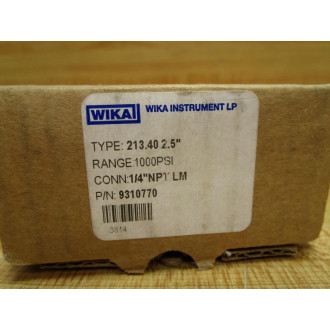 WIKA WIKA INSTRUMENT LP
TYPE: 213.40 2.5"
RANGE:1000PSI
CONN:1/4"NPT LM
P/N: 9310770
3814